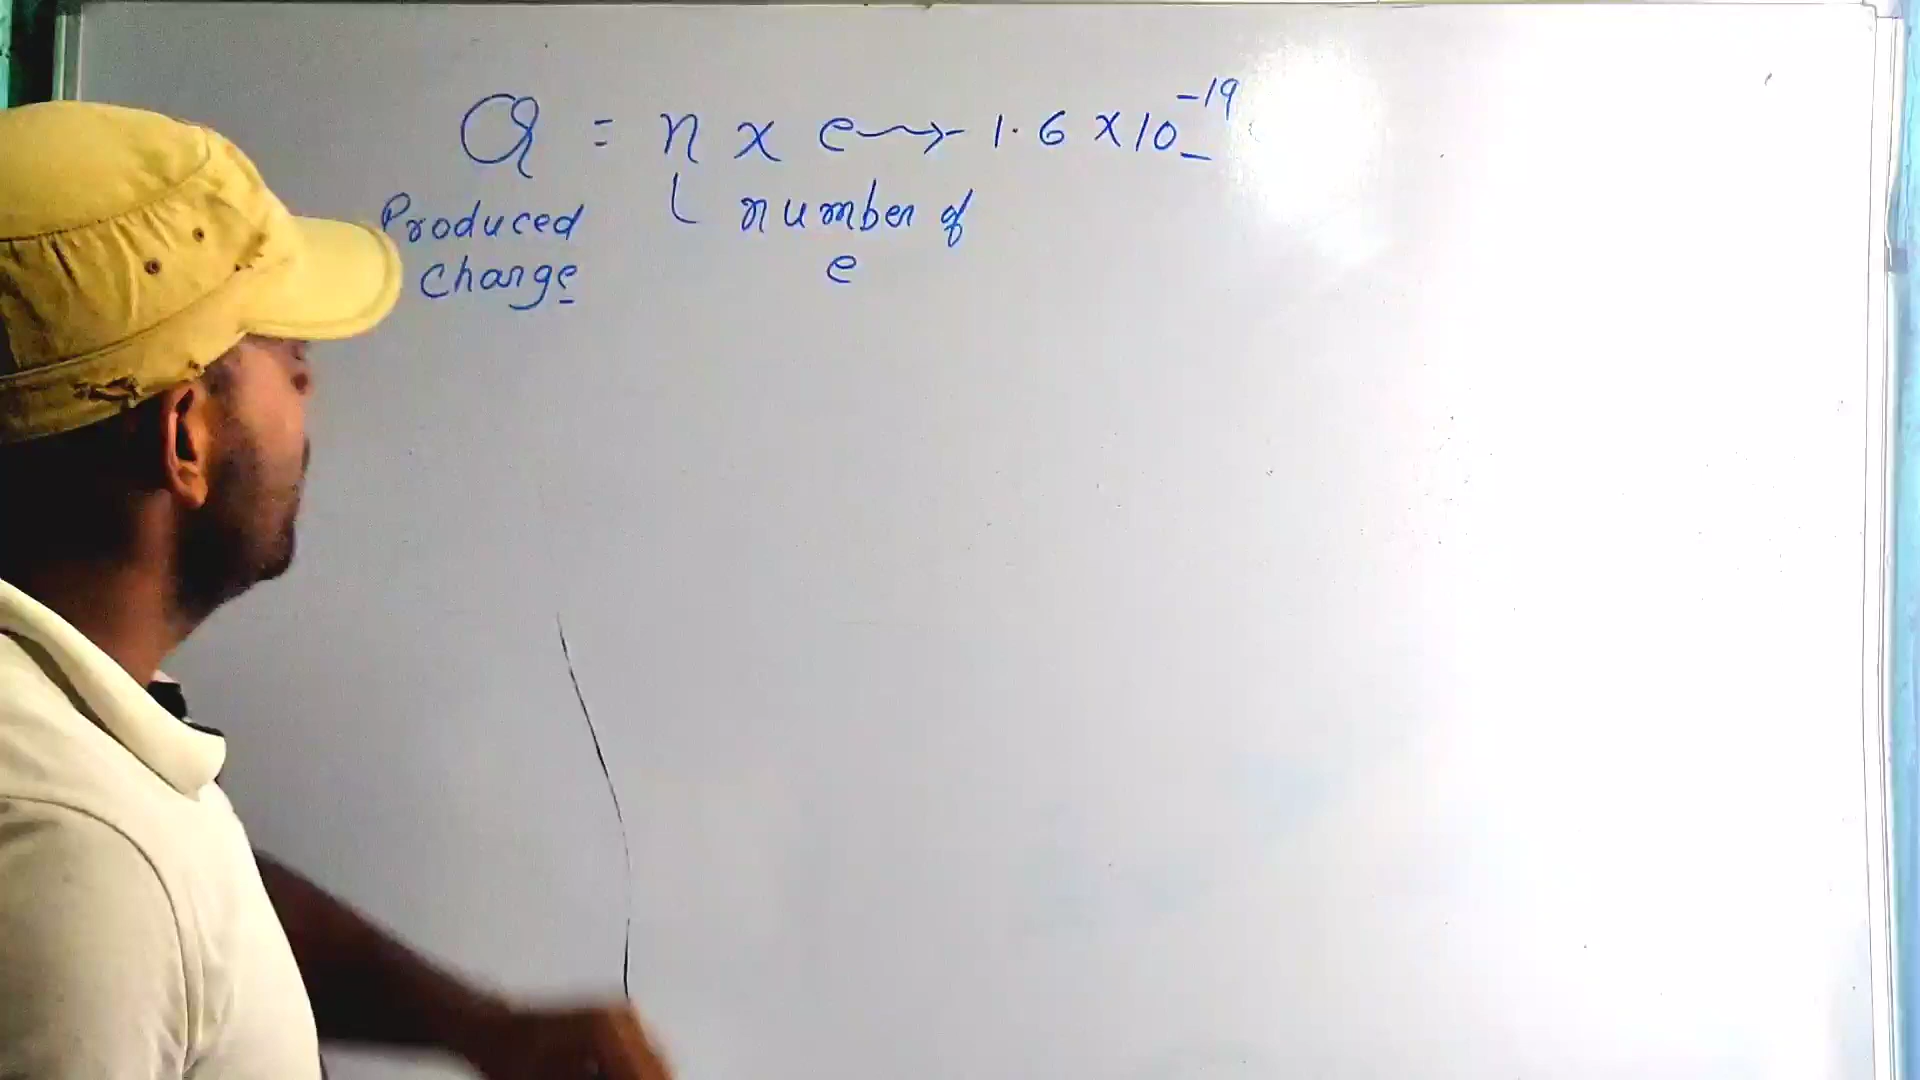 Q = n x e → 1.6 x 10⁻¹⁹
Produced number of
charge e